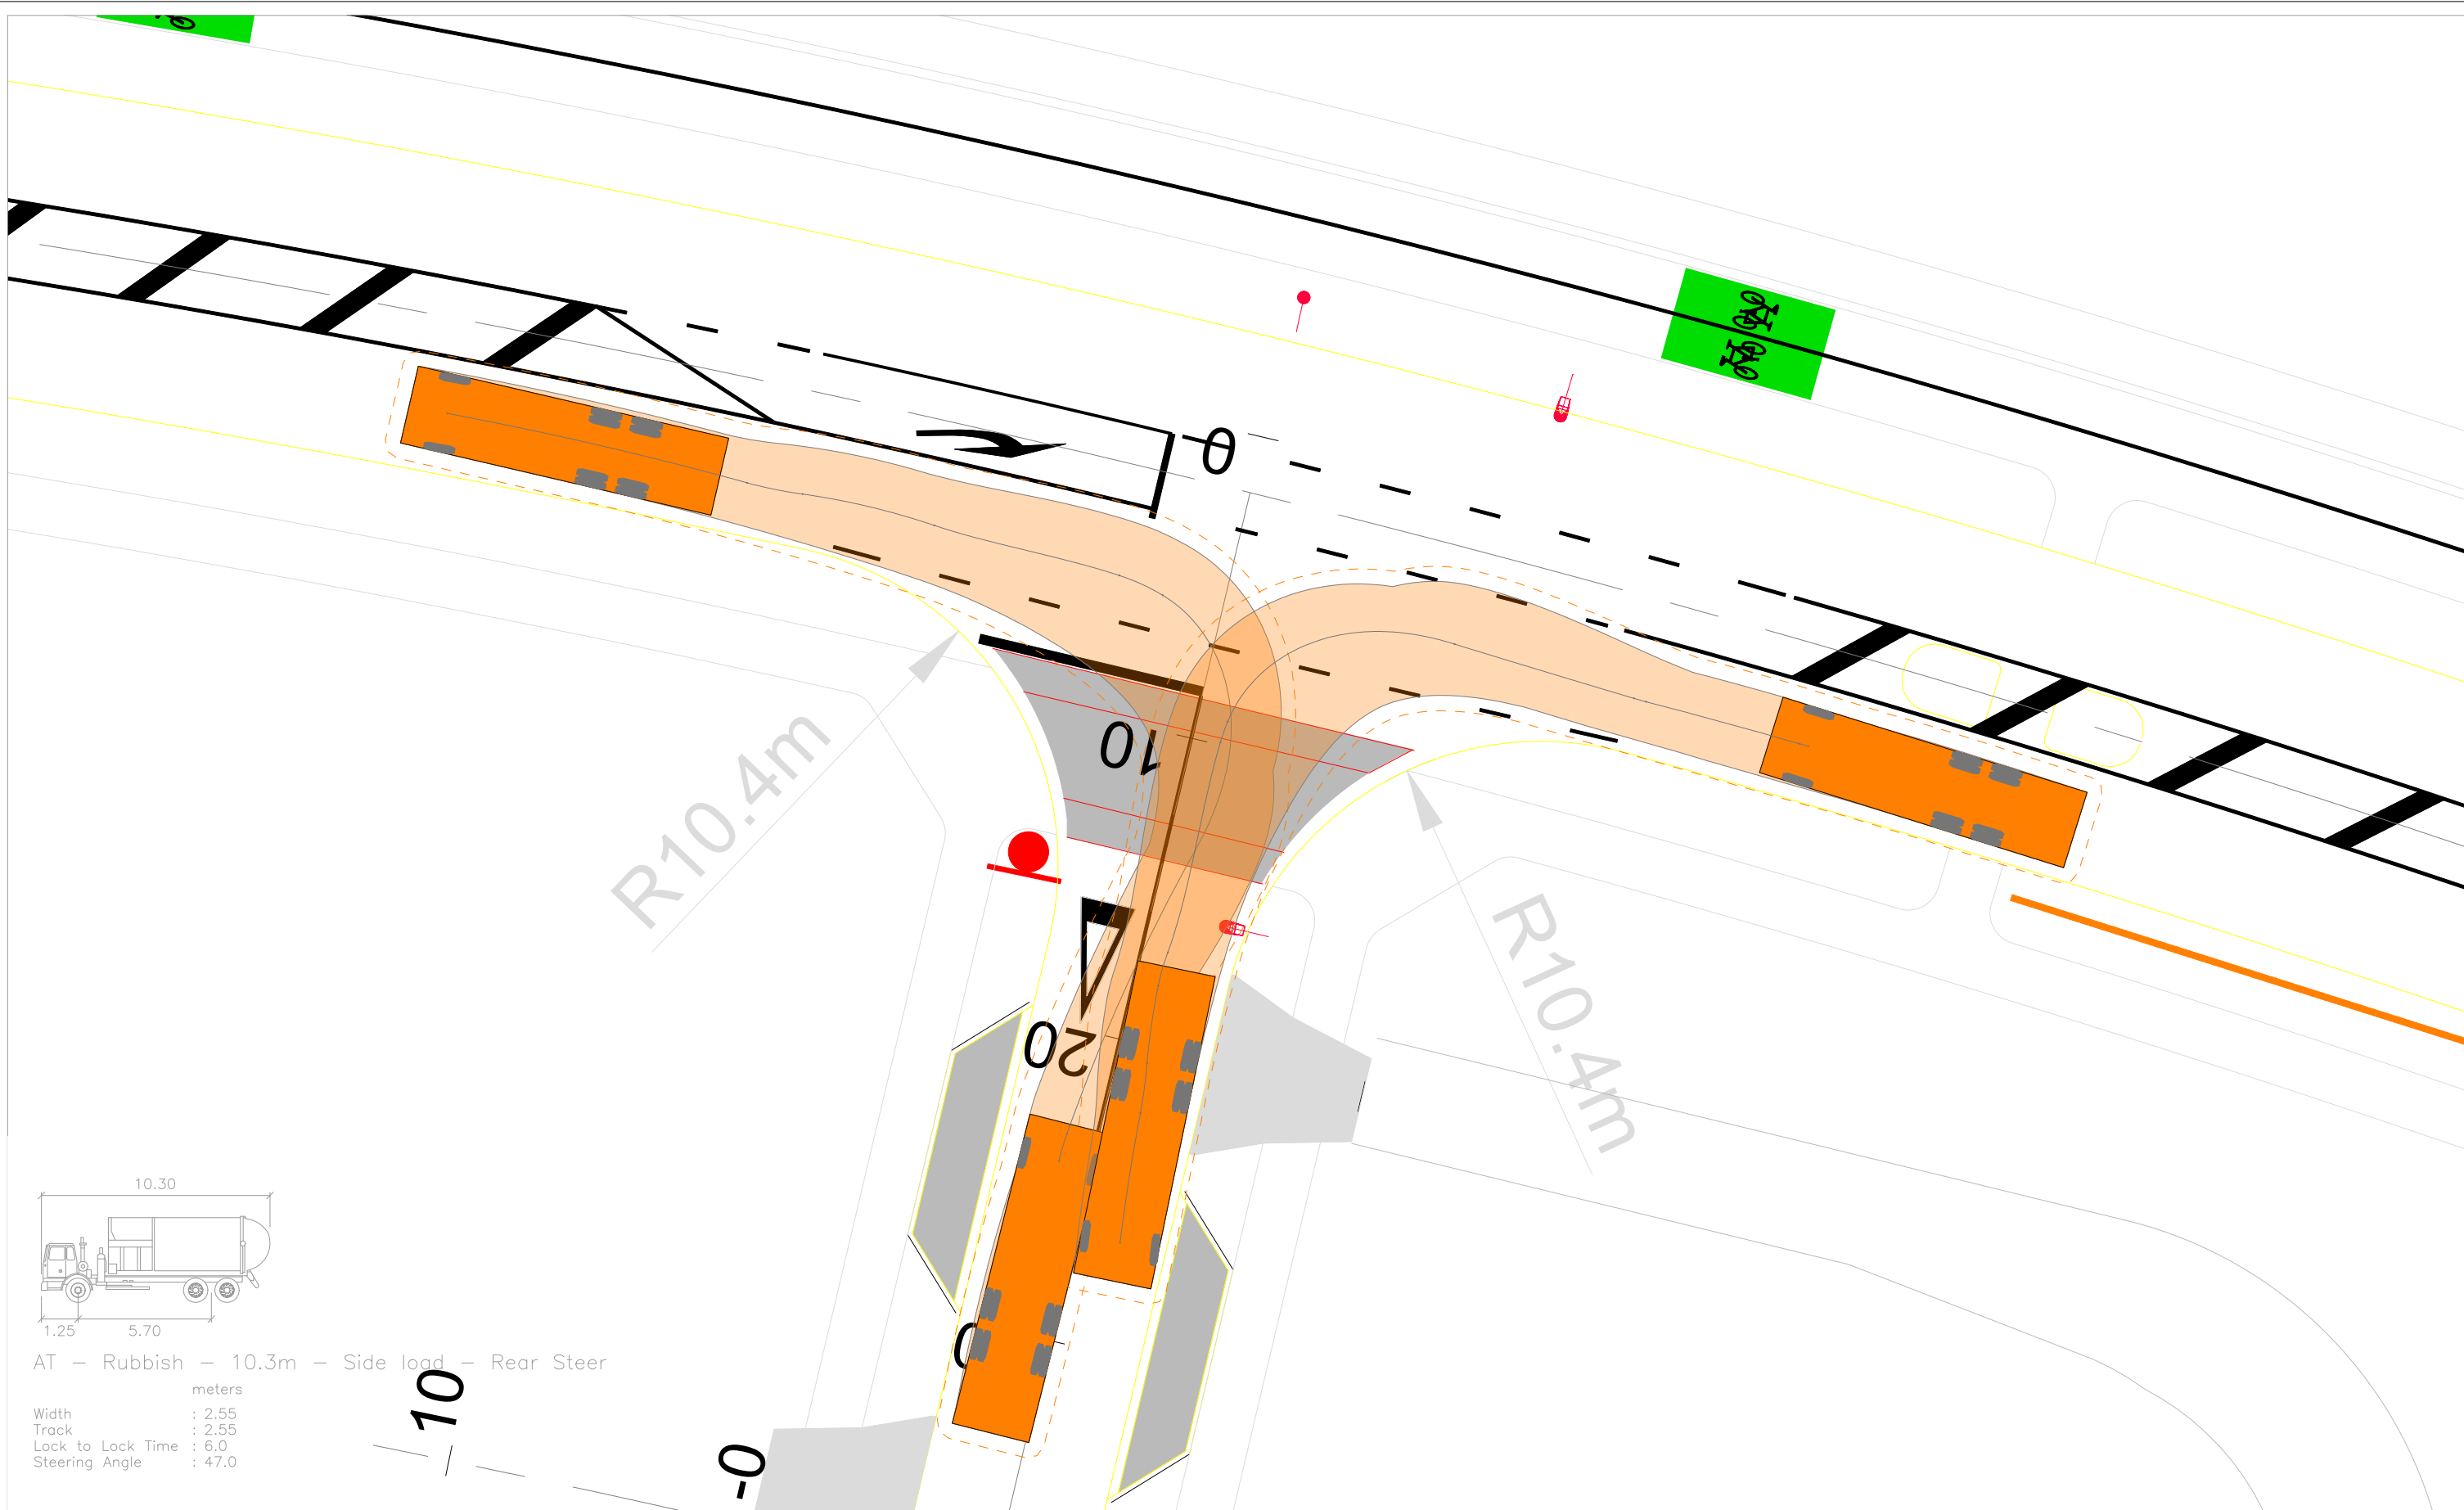 0
10
R10.4m
R10.4m
20
10.30
1.25 5.70
AT – Rubbish – 10.3m – Side load – Rear Steer
meters
Width : 2.55
Track : 2.55
Lock to Lock Time : 6.0
Steering Angle : 47.0
10
-0